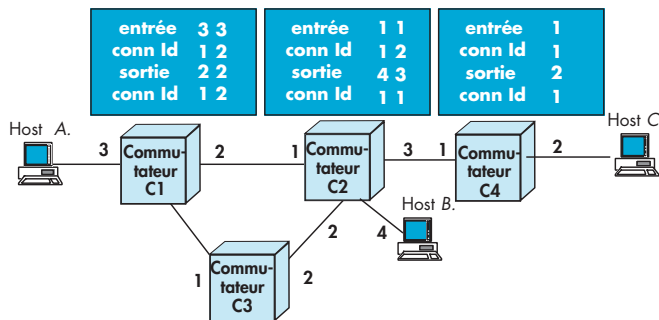 entrée 3 3
conn Id 1 2
sortie 2 2
conn Id 1 2
entrée 1 1
conn Id 1 2
sortie 4 3
conn Id 1 1
entrée 1
conn Id 1
sortie 2
conn Id 1
Host A.
3
Commu-
tateur
C1
2
1
Commu-
tateur
C2
3
1
Commu-
tateur
C4
2
Host C
2
4
Host B.
1
Commu-
tateur
C3
2